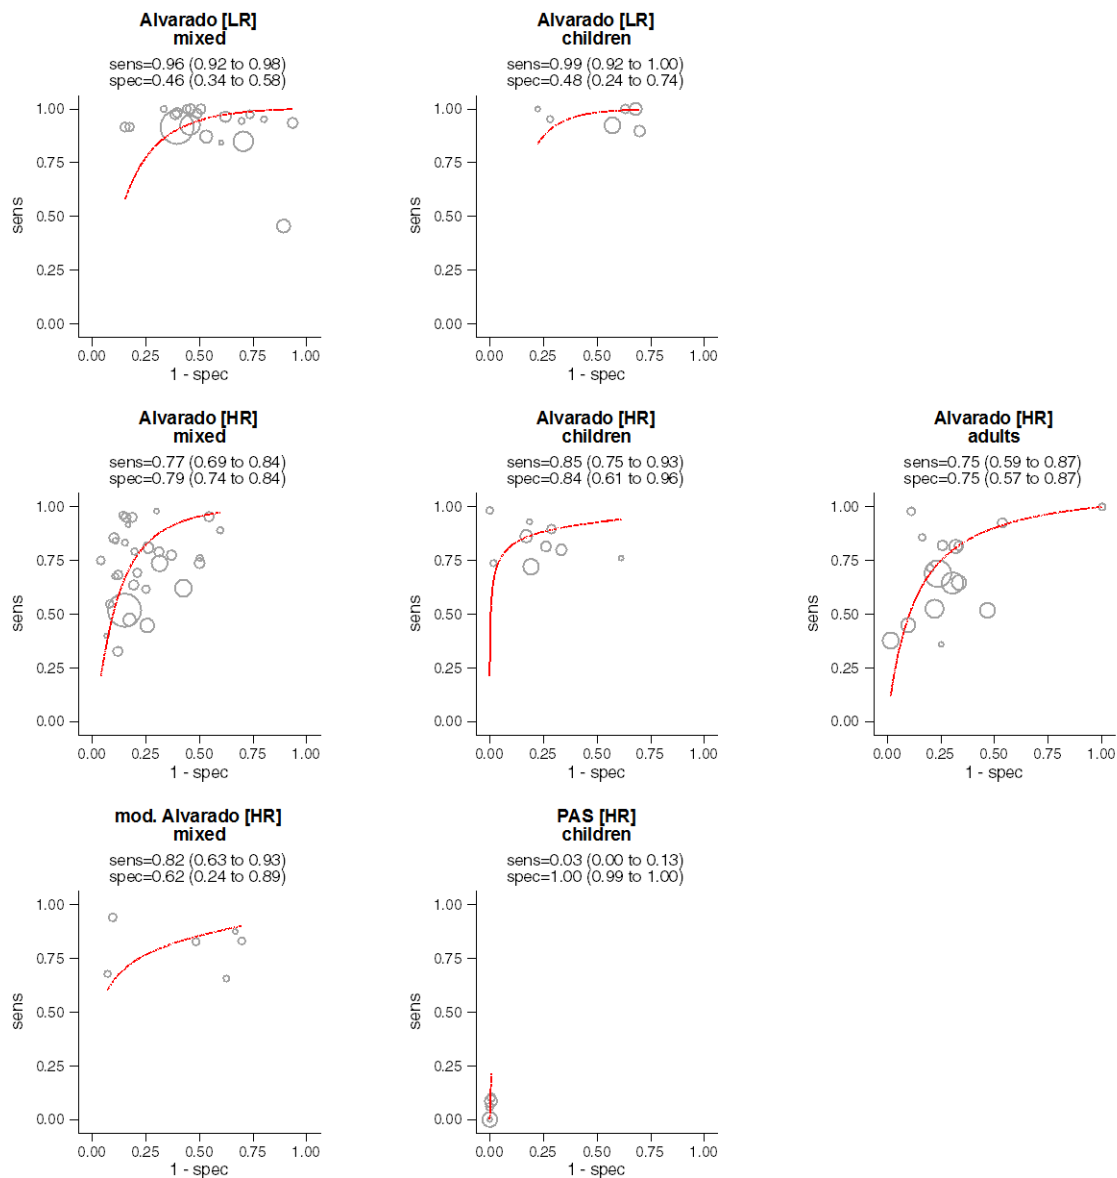 Alvarado [LR]
mixed
sens=0.96 (0.92 to 0.98)
spec=0.46 (0.34 to 0.58)
1.00
0.75
0.50
0.25
0.00
sens
0.00 0.25 0.50 0.75 1.00
1 - spec
Alvarado [LR]
children
sens=0.99 (0.92 to 1.00)
spec=0.48 (0.24 to 0.74)
1.00
0.75
0.50
0.25
0.00
sens
0.00 0.25 0.50 0.75 1.00
1 - spec
Alvarado [HR]
mixed
sens=0.77 (0.69 to 0.84)
spec=0.79 (0.74 to 0.84)
1.00
0.75
0.50
0.25
0.00
sens
0.00 0.25 0.50 0.75 1.00
1 - spec
Alvarado [HR]
children
sens=0.85 (0.75 to 0.93)
spec=0.84 (0.61 to 0.96)
1.00
0.75
0.50
0.25
0.00
sens
0.00 0.25 0.50 0.75 1.00
1 - spec
Alvarado [HR]
adults
sens=0.75 (0.59 to 0.87)
spec=0.75 (0.57 to 0.87)
1.00
0.75
0.50
0.25
0.00
sens
0.00 0.25 0.50 0.75 1.00
1 - spec
mod. Alvarado [HR]
mixed
sens=0.82 (0.63 to 0.93)
spec=0.62 (0.24 to 0.89)
1.00
0.75
0.50
0.25
0.00
sens
0.00 0.25 0.50 0.75 1.00
1 - spec
PAS [HR]
children
sens=0.03 (0.00 to 0.13)
spec=1.00 (0.99 to 1.00)
1.00
0.75
0.50
0.25
0.00
sens
0.00 0.25 0.50 0.75 1.00
1 - spec